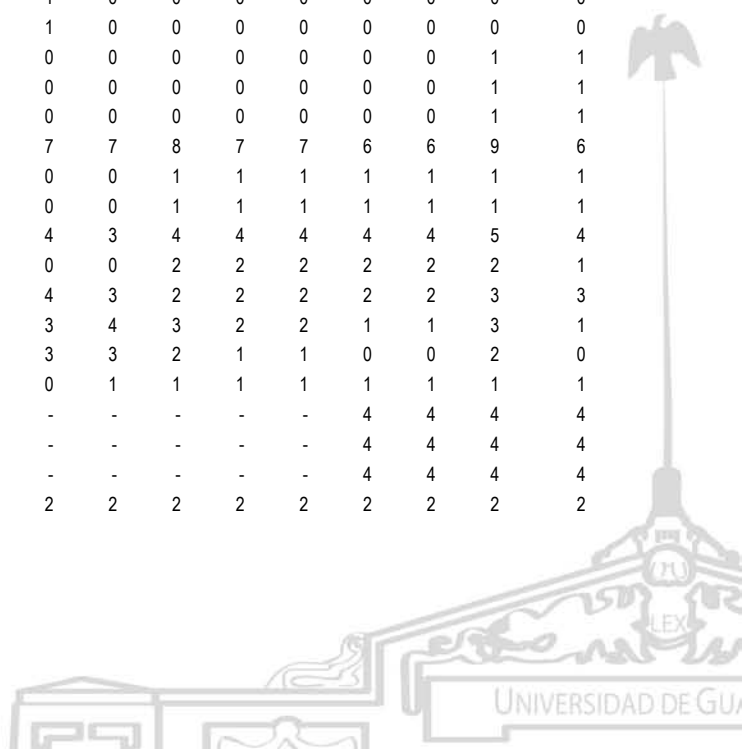 1 0 0 0 0 0 0 0 0
1 0 0 0 0 0 0 0 0
0 0 0 0 0 0 0 1 1
0 0 0 0 0 0 0 1 1
0 0 0 0 0 0 0 1 1
7 7 8 7 7 6 6 9 6
0 0 1 1 1 1 1 1 1
0 0 1 1 1 1 1 1 1
4 3 4 4 4 4 4 5 4
0 0 2 2 2 2 2 2 1
4 3 2 2 2 2 2 3 3
3 4 3 2 2 1 1 3 1
3 3 2 1 1 0 0 2 0
0 1 1 1 1 1 1 1 1
- - - - - 4 4 4 4
- - - - - 4 4 4 4
- - - - - 4 4 4 4
2 2 2 2 2 2 2 2 2
LEX
UNIVERSIDAD DE GUA